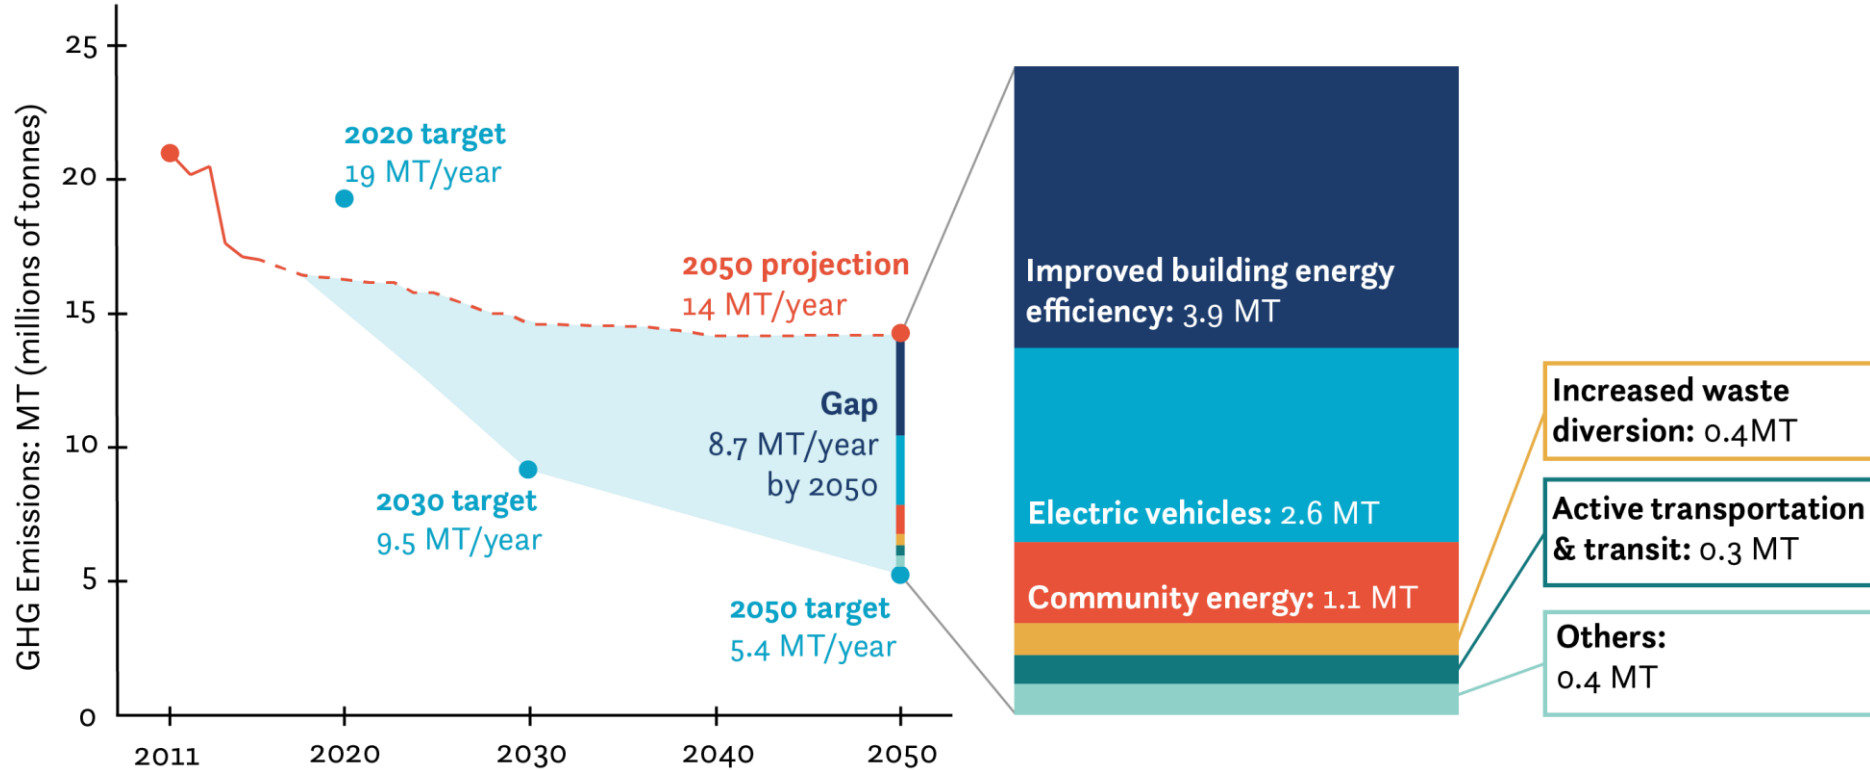 GHG Emissions: MT (millions of tonnes)
25
20
15
10
5
0
2011
2020
2030
2040
2050
2020 target
19 MT/year
2050 projection
14 MT/year
Gap
8.7 MT/year
by 2050
2030 target
9.5 MT/year
2050 target
5.4 MT/year
Improved building energy
efficiency: 3.9 MT
Electric vehicles: 2.6 MT
Community energy: 1.1 MT
Increased waste
diversion: 0.4MT
Active transportation
& transit: 0.3 MT
Others:
0.4 MT